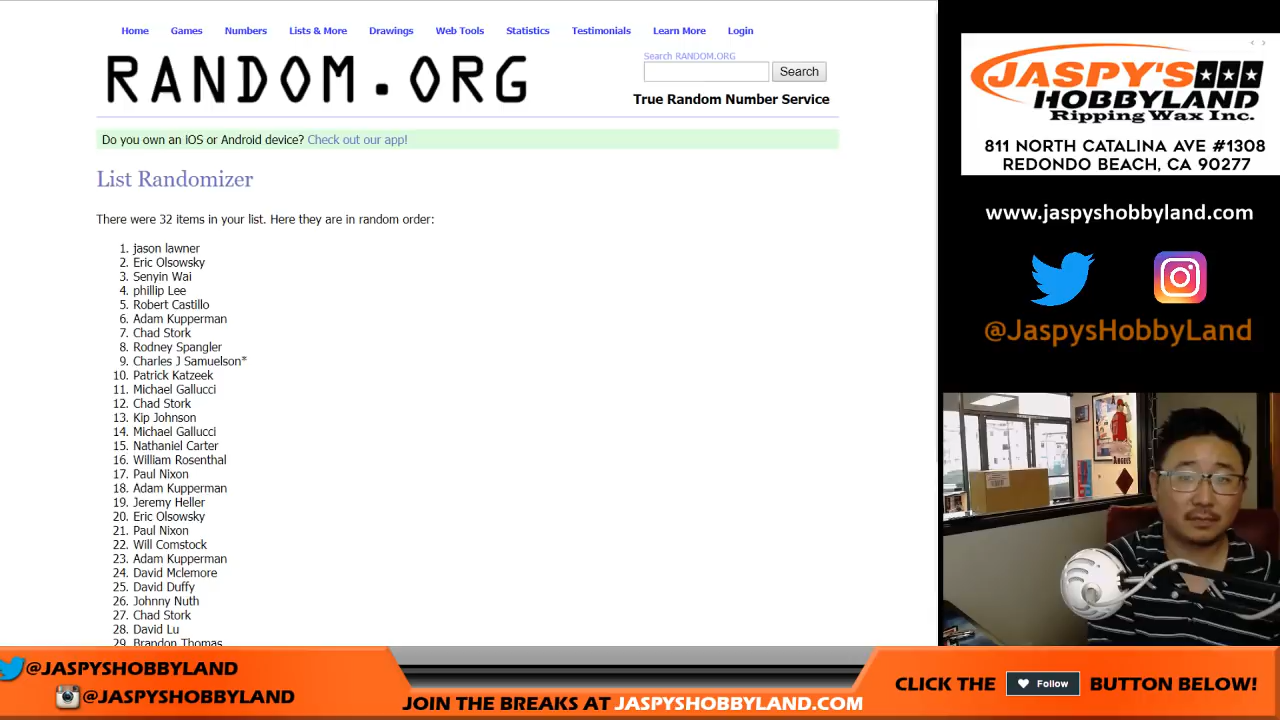 Home Games Numbers Lists & More Drawings Web Tools Statistics Testimonials Learn More Login
RANDOM.ORG
Search RANDOM.ORG
Search
True Random Number Service
Do you own an iOS or Android device? Check out our app!
List Randomizer
There were 32 items in your list. Here they are in random order:
1. jason lawner
2. Eric Olsowsky
3. Senyin Wai
4. phillip Lee
5. Robert Castillo
6. Adam Kupperman
7. Chad Stork
8. Rodney Spangler
9. Charles J Samuelson*
10. Patrick Katzeek
11. Michael Gallucci
12. Chad Stork
13. Kip Johnson
14. Michael Gallucci
15. Nathaniel Carter
16. William Rosenthal
17. Paul Nixon
18. Adam Kupperman
19. Jeremy Heller
20. Eric Olsowsky
21. Paul Nixon
22. Will Comstock
23. Adam Kupperman
24. David Mclemore
25. David Duffy
26. Johnny Nuth
27. Chad Stork
28. David Lu
29. Brandon Thomas
JASPY'S
HOBBYLAND
Ripping Wax Inc.
811 NORTH CATALINA AVE #1308
REDONDO BEACH, CA 90277
www.jaspyshobbyland.com
@JaspysHobbyLand
ANGELS
@JASPYSHOBBYLAND
@JASPYSHOBBYLAND
JOIN THE BREAKS AT JASPYSHOBBYLAND.COM
CLICK THE Follow BUTTON BELOW!